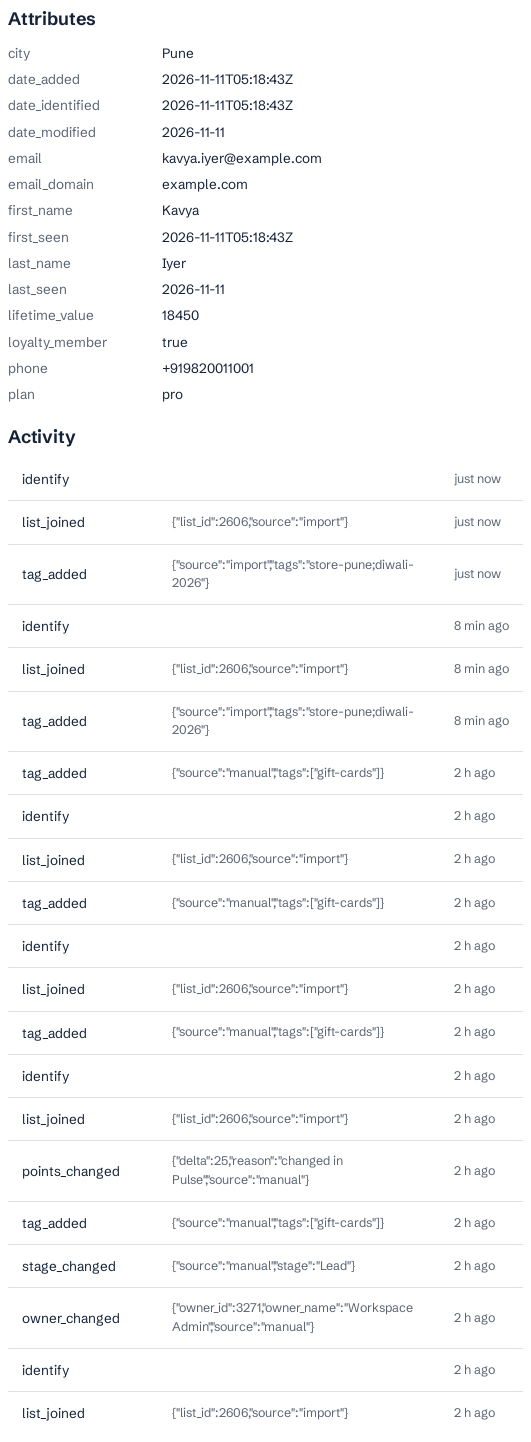 Attributes
city Pune
date_added 2026-11-11T05:18:43Z
date_identified 2026-11-11T05:18:43Z
date_modified 2026-11-11
email kavya.iyer@example.com
email_domain example.com
first_name Kavya
first_seen 2026-11-11T05:18:43Z
last_name Iyer
last_seen 2026-11-11
lifetime_value 18450
loyalty_member true
phone +919820011001
plan pro
Activity
identify just now
list_joined {"list_id":2606,"source":"import"} just now
tag_added {"source":"import","tags":"store-pune;diwali-
2026"} just now
identify 8 min ago
list_joined {"list_id":2606,"source":"import"} 8 min ago
tag_added {"source":"import","tags":"store-pune;diwali-
2026"} 8 min ago
tag_added {"source":"manual","tags":["gift-cards"]} 2 h ago
identify 2 h ago
list_joined {"list_id":2606,"source":"import"} 2 h ago
tag_added {"source":"manual","tags":["gift-cards"]} 2 h ago
identify 2 h ago
list_joined {"list_id":2606,"source":"import"} 2 h ago
tag_added {"source":"manual","tags":["gift-cards"]} 2 h ago
identify 2 h ago
list_joined {"list_id":2606,"source":"import"} 2 h ago
points_changed {"delta":25,"reason":"changed in
Pulse","source":"manual"} 2 h ago
tag_added {"source":"manual","tags":["gift-cards"]} 2 h ago
stage_changed {"source":"manual","stage":"Lead"} 2 h ago
owner_changed {"owner_id":3271,"owner_name":"Workspace
Admin","source":"manual"} 2 h ago
identify 2 h ago
list_joined {"list_id":2606,"source":"import"} 2 h ago